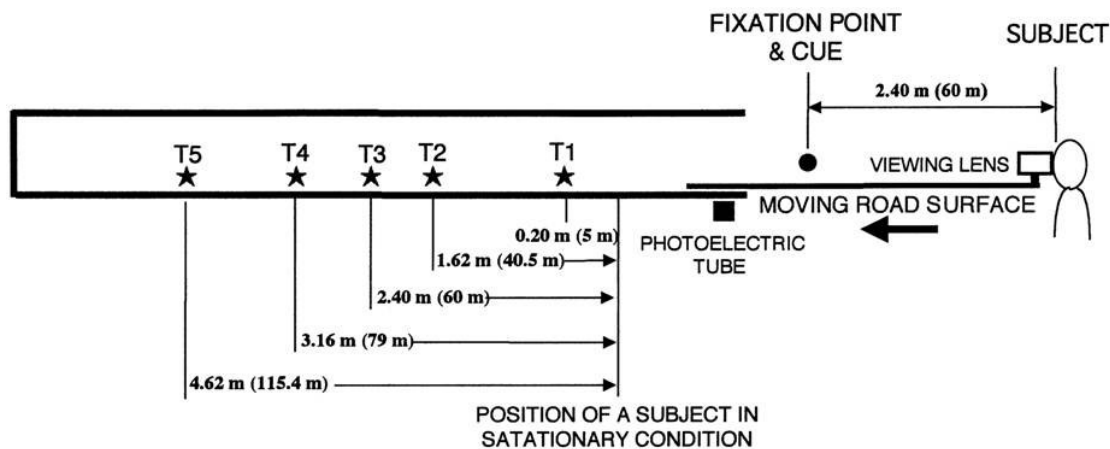 FIXATION POINT
& CUE
SUBJECT
2.40 m (60 m)
T5
T4
T3
T2
T1
VIEWING LENS
MOVING ROAD SURFACE
PHOTOELECTRIC
TUBE
0.20 m (5 m)
1.62 m (40.5 m)
2.40 m (60 m)
3.16 m (79 m)
4.62 m (115.4 m)
POSITION OF A SUBJECT IN
SATATIONARY CONDITION